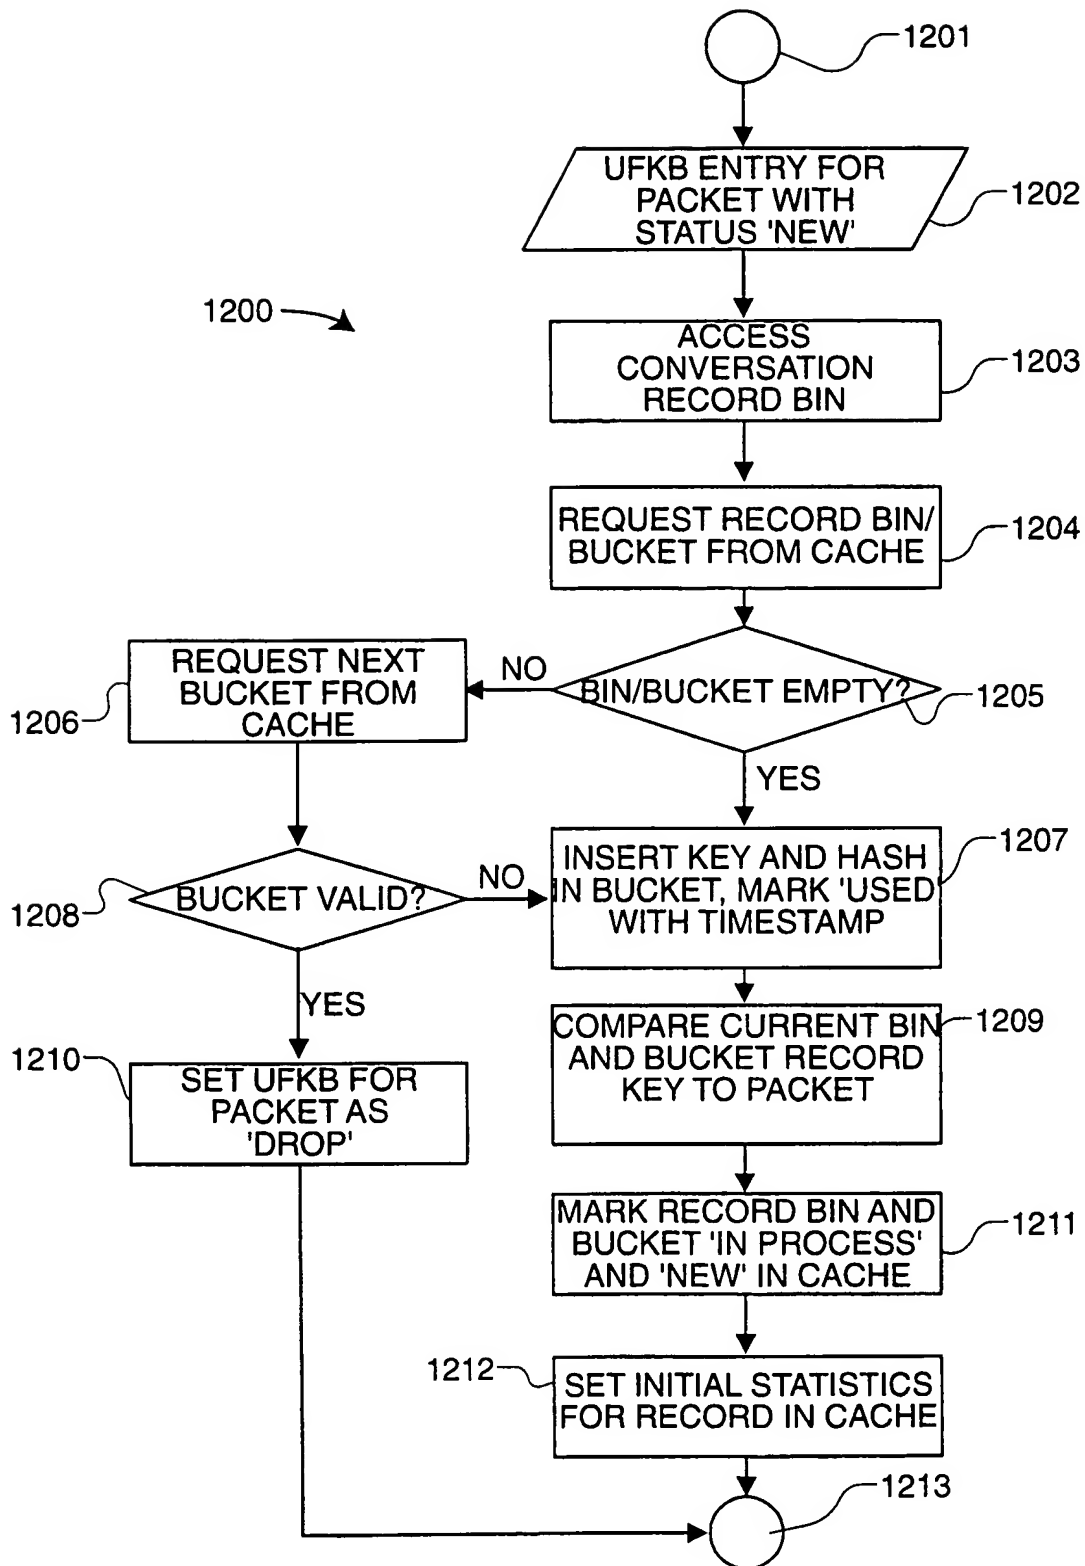 1201
UFKB ENTRY FOR
PACKET WITH
STATUS 'NEW'
1202
1200
ACCESS
CONVERSATION
RECORD BIN
1203
REQUEST RECORD BIN/
BUCKET FROM CACHE
1204
REQUEST NEXT
BUCKET FROM
CACHE
1206
NO
BIN/BUCKET EMPTY?
1205
YES
INSERT KEY AND HASH
IN BUCKET, MARK 'USED'
WITH TIMESTAMP
1207
BUCKET VALID?
1208
NO
YES
COMPARE CURRENT BIN
AND BUCKET RECORD
KEY TO PACKET
1209
1210
SET UFKB FOR
PACKET AS
'DROP'
MARK RECORD BIN AND
BUCKET 'IN PROCESS'
AND 'NEW' IN CACHE
1211
1212
SET INITIAL STATISTICS
FOR RECORD IN CACHE
1213